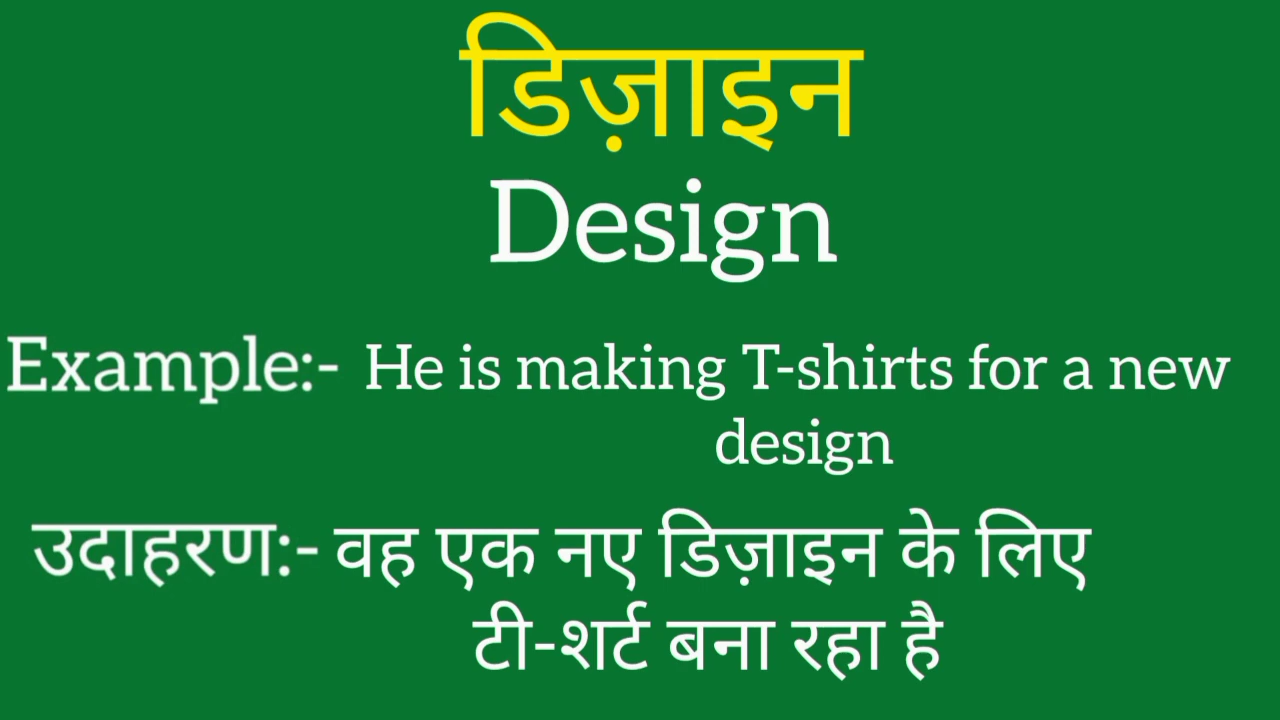 डिज़ाइन
Design
Example:- He is making T-shirts for a new
design
उदाहरण:- वह एक नए डिज़ाइन के लिए
टी-शर्ट बना रहा है